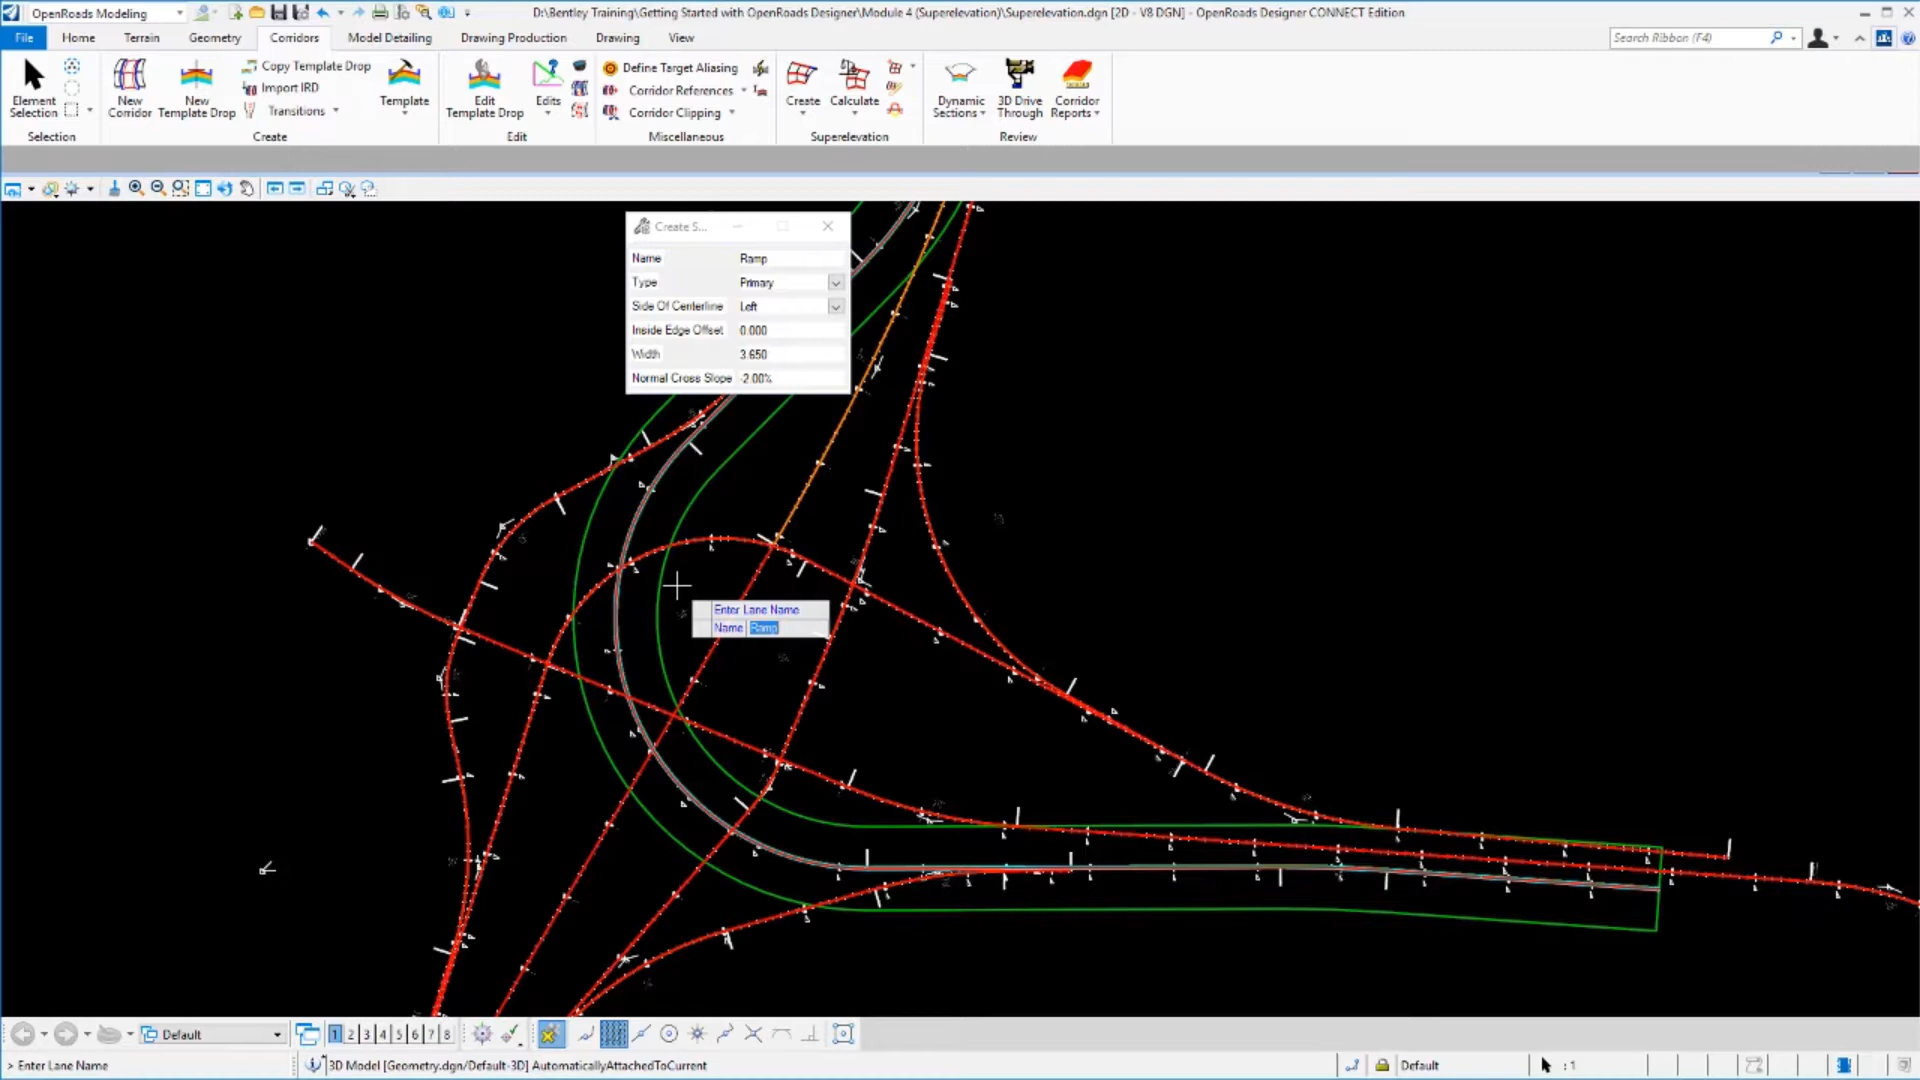 OpenRoads Modeling
D:\Bentley Training\Getting Started with OpenRoads Designer\Module 4 (Superelevation)\Superelevation.dgn [2D - V8 DGN] - OpenRoads Designer CONNECT Edition
File Home Terrain Geometry Corridors Model Detailing Drawing Production Drawing View
Search Ribbon (F4)
Element Selection
Selection
New Corridor
New Template Drop
Copy Template Drop
Import IRD
Transitions
Template
Create
Edit Template Drop
Edits
Edit
Define Target Aliasing
Corridor References
Corridor Clipping
Miscellaneous
Create
Calculate
Superelevation
Dynamic Sections
3D Drive Through
Corridor Reports
Review
Create S...
Name Ramp
Type Primary
Side Of Centerline Left
Inside Edge Offset 0.000
Width 3.650
Normal Cross Slope -2.00%
Enter Lane Name
Name Ramp
Default
1 2 3 4 5 6 7 8
> Enter Lane Name
3D Model [Geometry.dgn/Default-3D] AutomaticallyAttachedToCurrent
Default
: 1